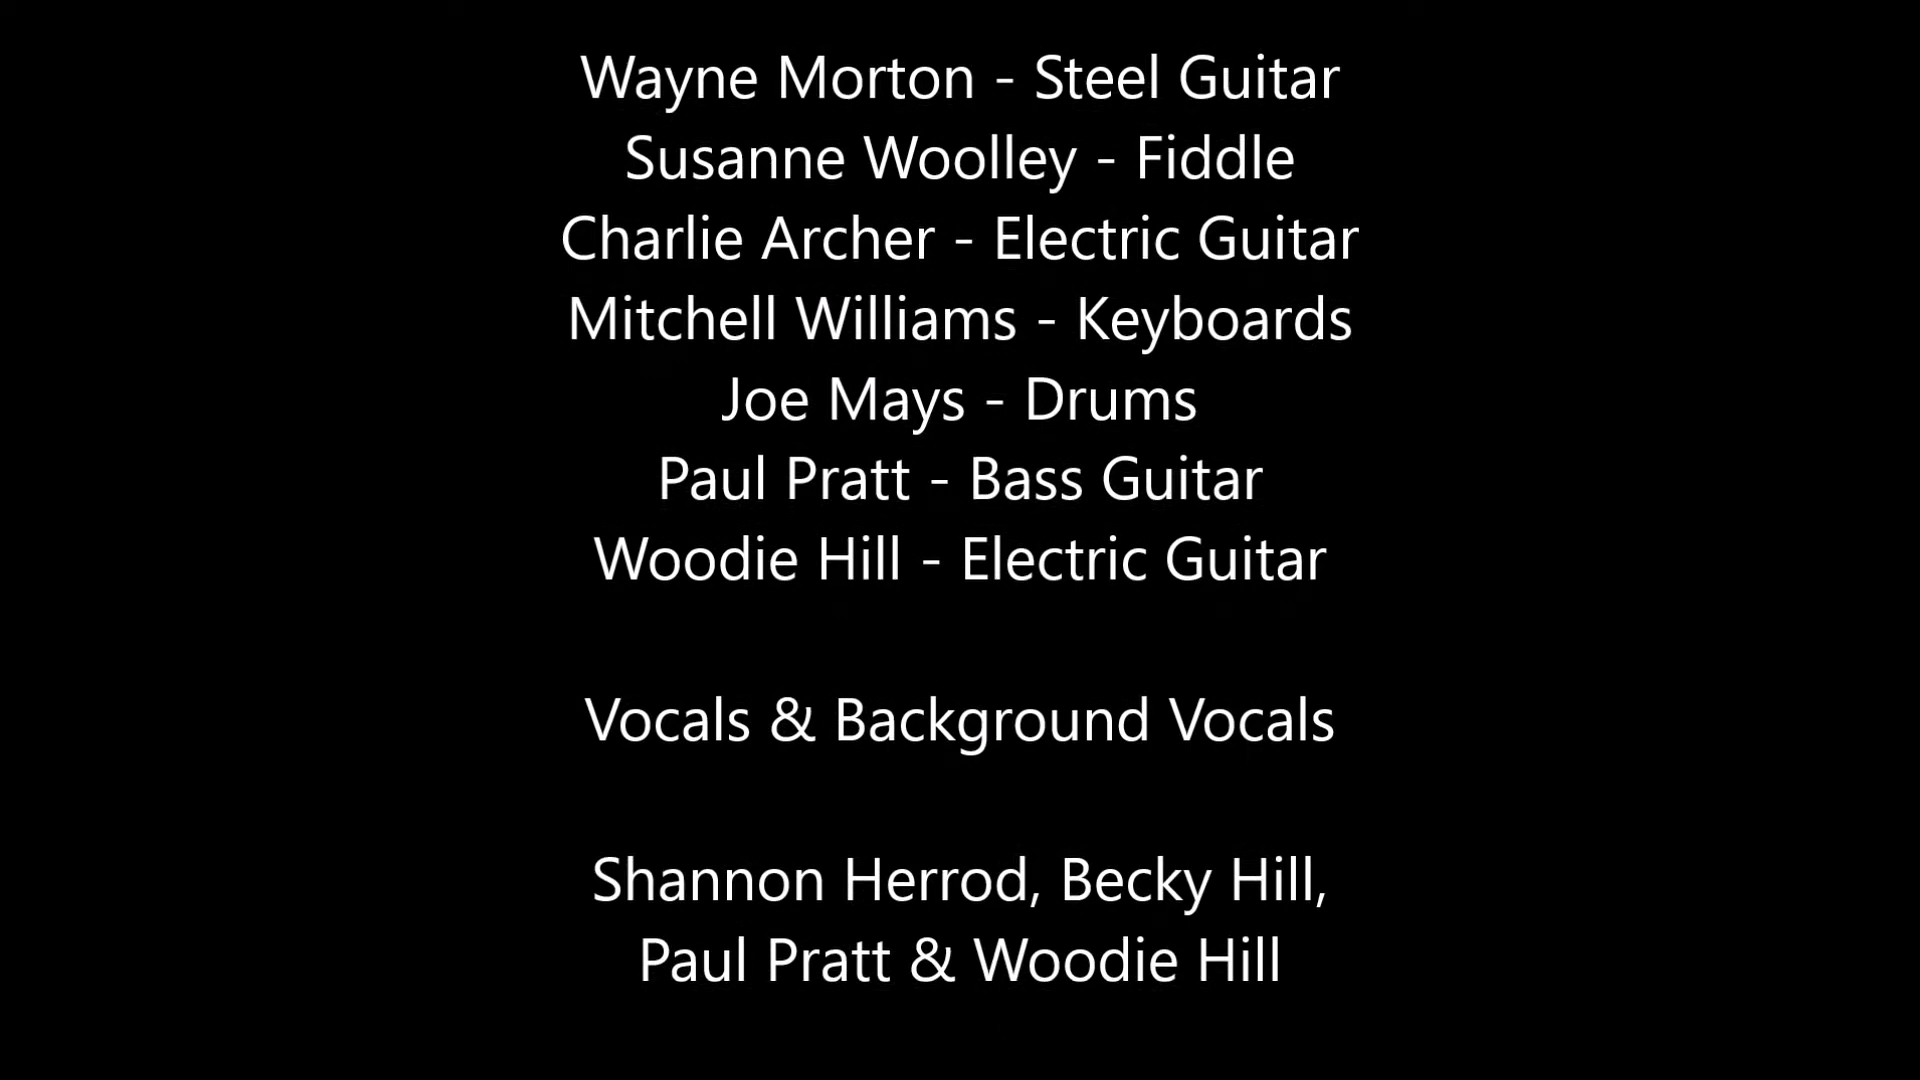 Wayne Morton - Steel Guitar
Susanne Woolley - Fiddle
Charlie Archer - Electric Guitar
Mitchell Williams - Keyboards
Joe Mays - Drums
Paul Pratt - Bass Guitar
Woodie Hill - Electric Guitar
Vocals & Background Vocals
Shannon Herrod, Becky Hill,
Paul Pratt & Woodie Hill